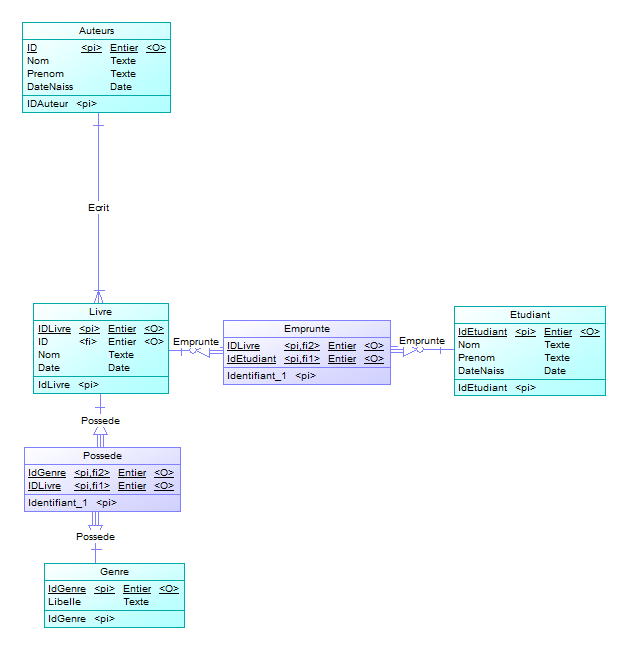 Auteurs
ID <pi> Entier <O>
Nom Texte
Prenom Texte
DateNaiss Date
IDAuteur <pi>
Ecrit
Livre
IDLivre <pi> Entier <O>
ID <fi> Entier <O>
Nom Texte
Date Date
IdLivre <pi>
Emprunte
Emprunte
IDLivre <pi,fi2> Entier <O>
IdEtudiant <pi,fi1> Entier <O>
Identifiant_1 <pi>
Emprunte
Etudiant
IdEtudiant <pi> Entier <O>
Nom Texte
Prenom Texte
DateNaiss Date
IdEtudiant <pi>
Possede
Possede
IdGenre <pi,fi2> Entier <O>
IDLivre <pi,fi1> Entier <O>
Identifiant_1 <pi>
Possede
Genre
IdGenre <pi> Entier <O>
Libelle Texte
IdGenre <pi>